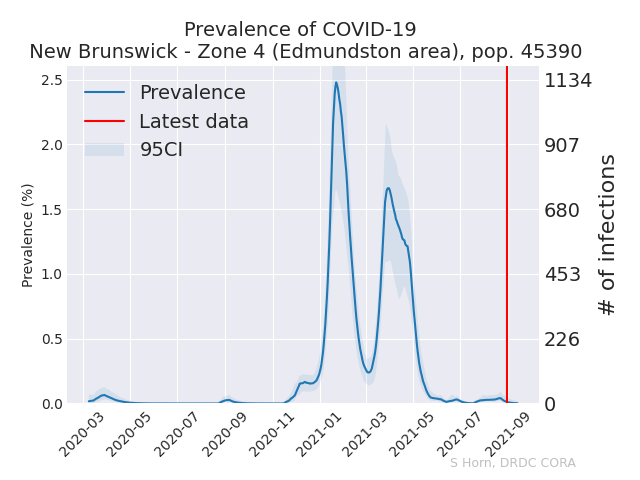 Prevalence of COVID-19
New Brunswick - Zone 4 (Edmundston area), pop. 45390
Prevalence
Latest data
95CI
Prevalence (%)
2.5
2.0
1.5
1.0
0.5
0.0
1134
907
680
453
226
0
# of infections
2020-03
2020-05
2020-07
2020-09
2020-11
2021-01
2021-03
2021-05
2021-07
2021-09
S Horn, DRDC CORA